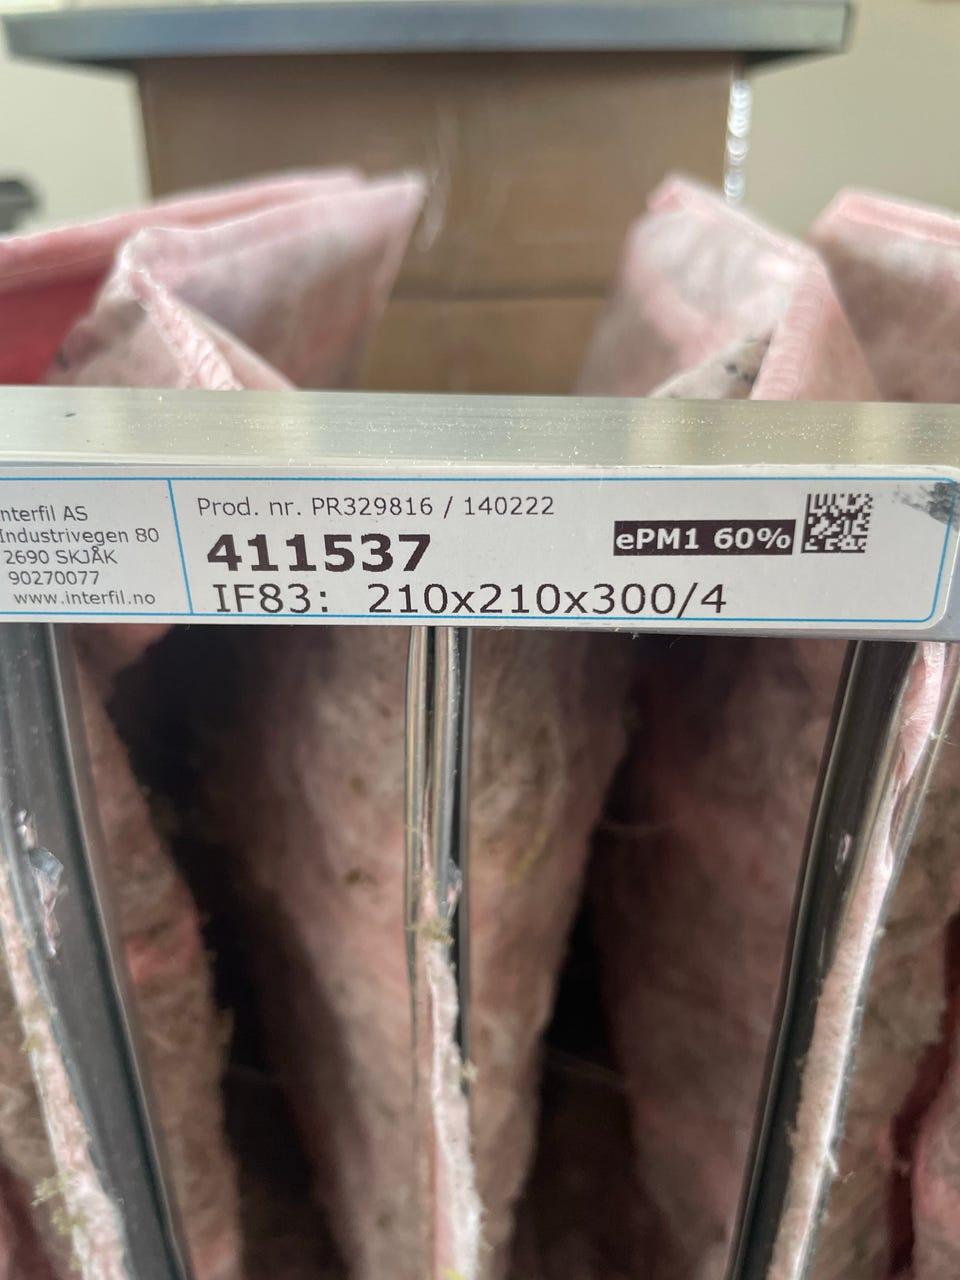 nterfil AS
Industrivegen 80
2690 SKJÅK
90270077
www.interfil.no
Prod. nr. PR329816 / 140222
411537
ePM1 60%
IF83: 210x210x300/4